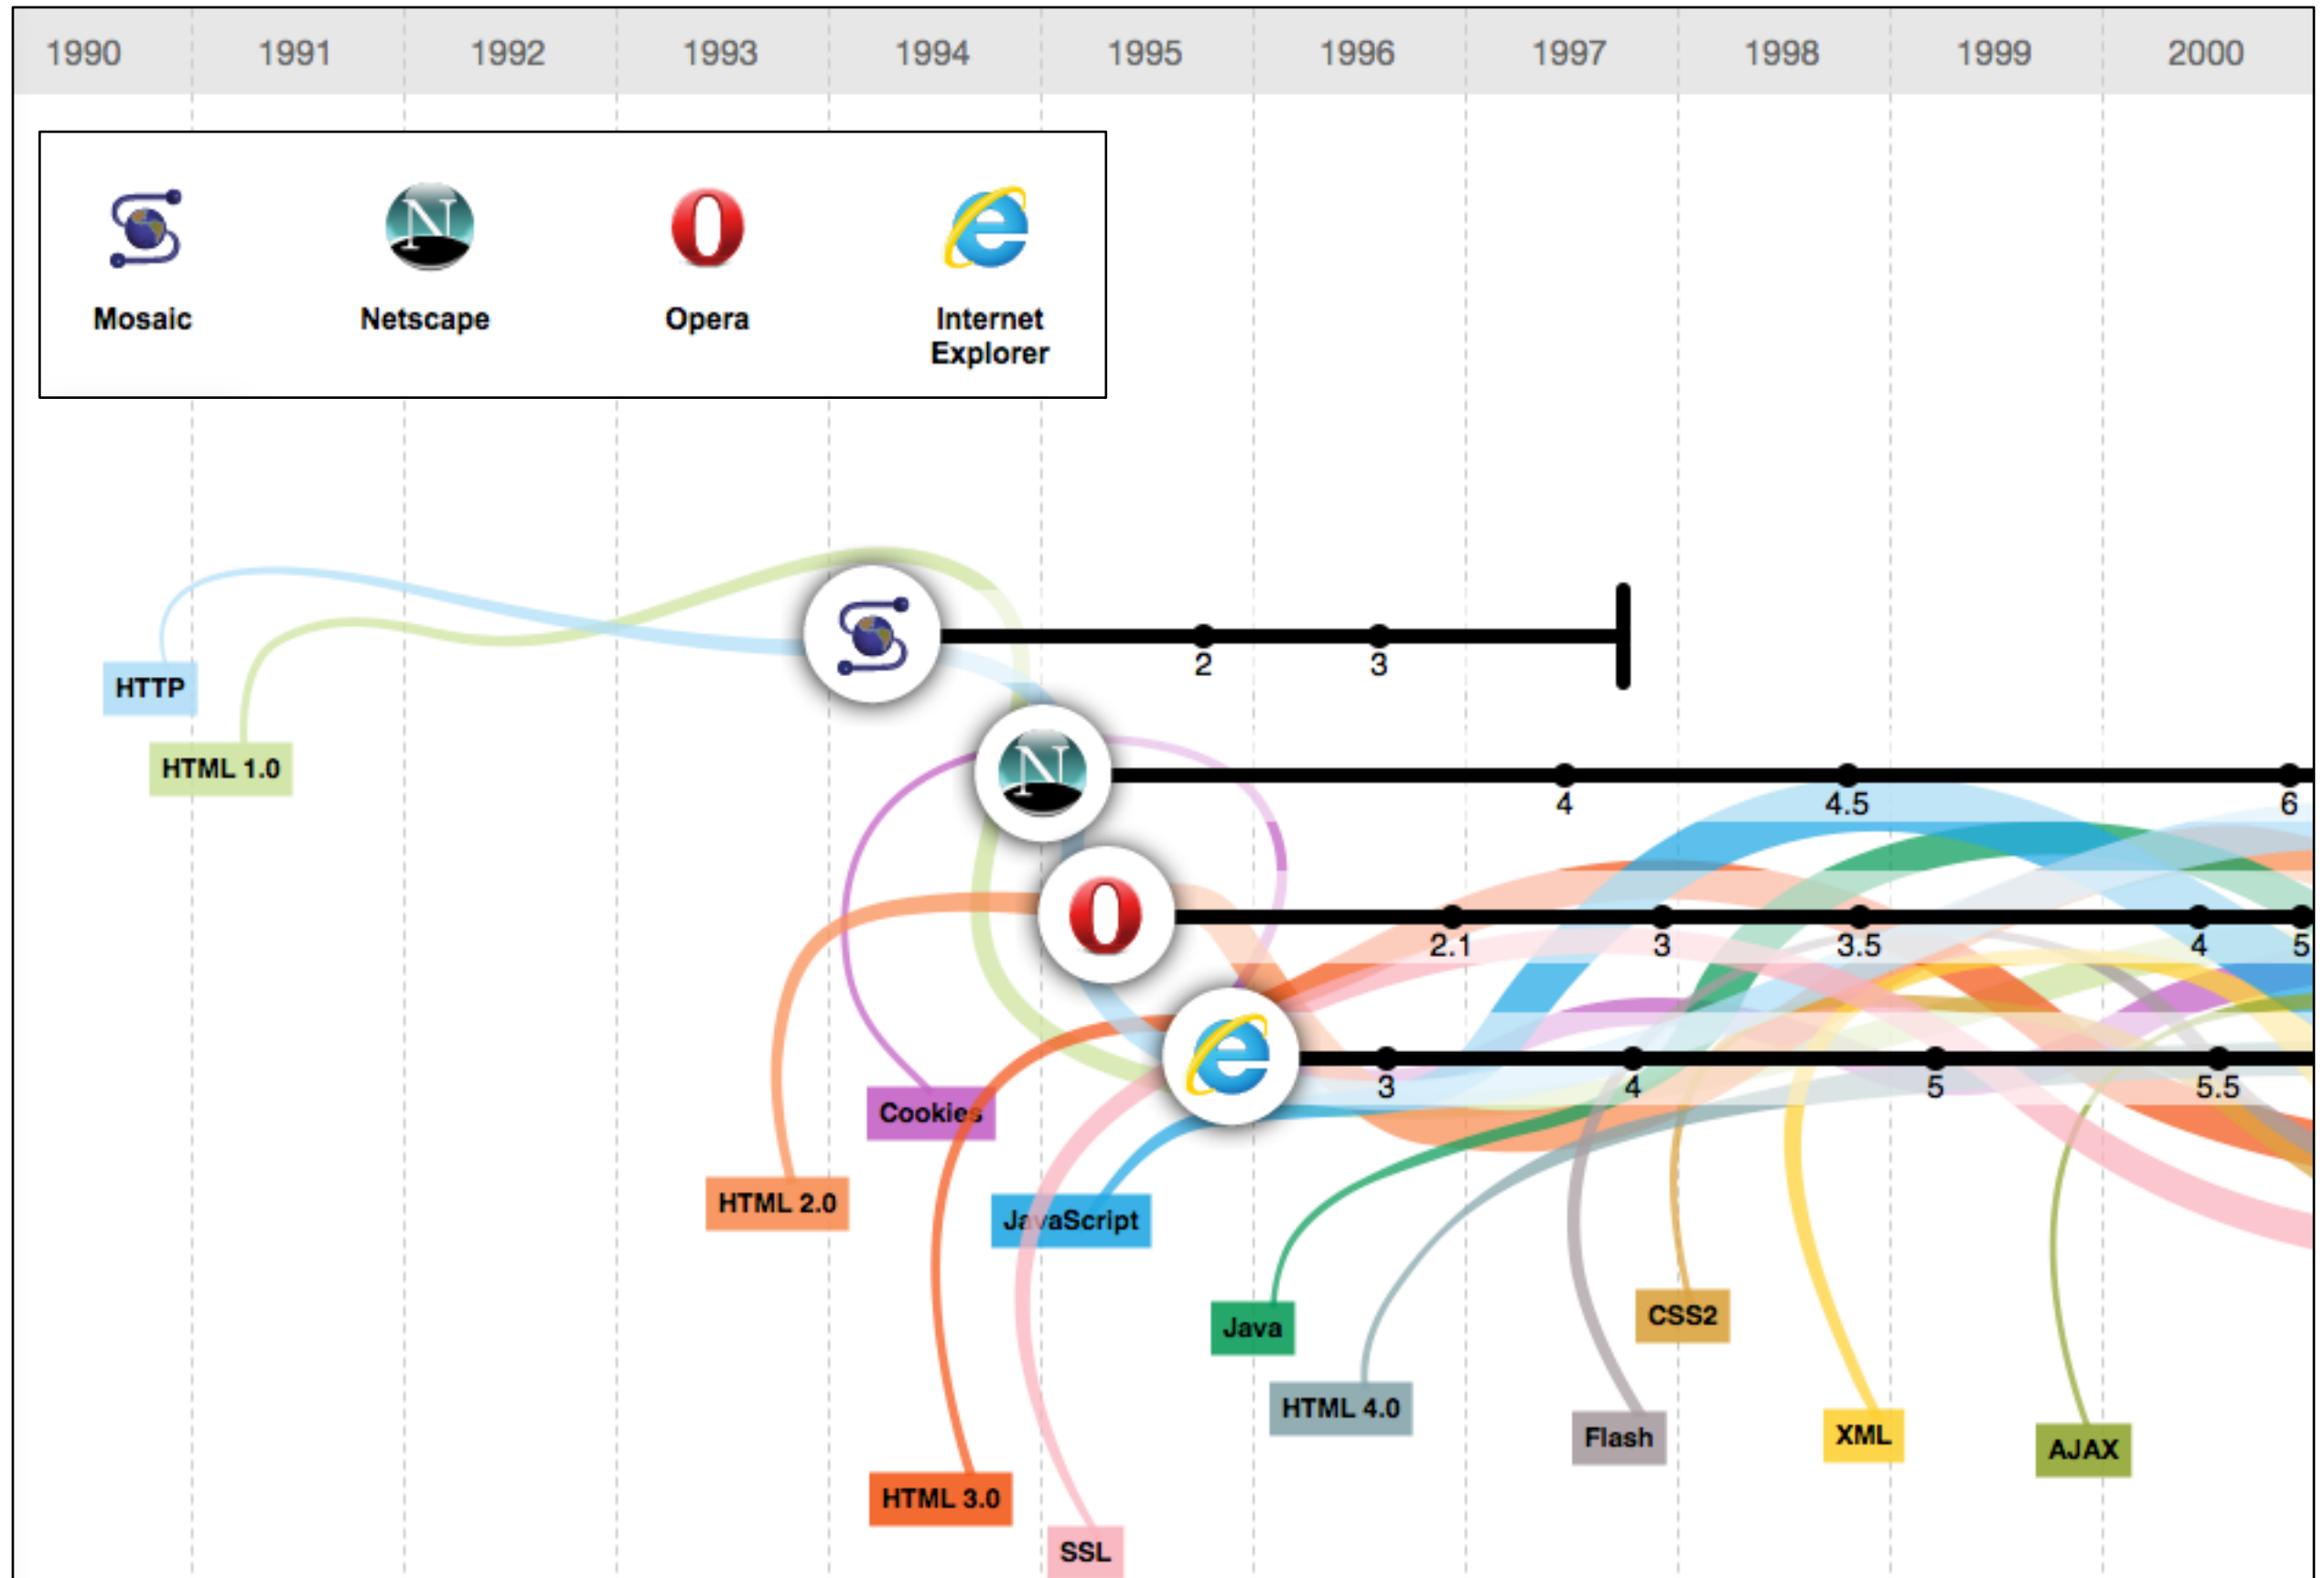 1990 1991 1992 1993 1994 1995 1996 1997 1998 1999 2000
Mosaic Netscape Opera Internet
Explorer
2 3
HTTP
HTML 1.0
4 4.5 6
2.1 3 3.5 4 5
3 4 5 5.5
Cookies
HTML 2.0
JavaScript
Java
CSS2
HTML 4.0
Flash
XML
AJAX
HTML 3.0
SSL